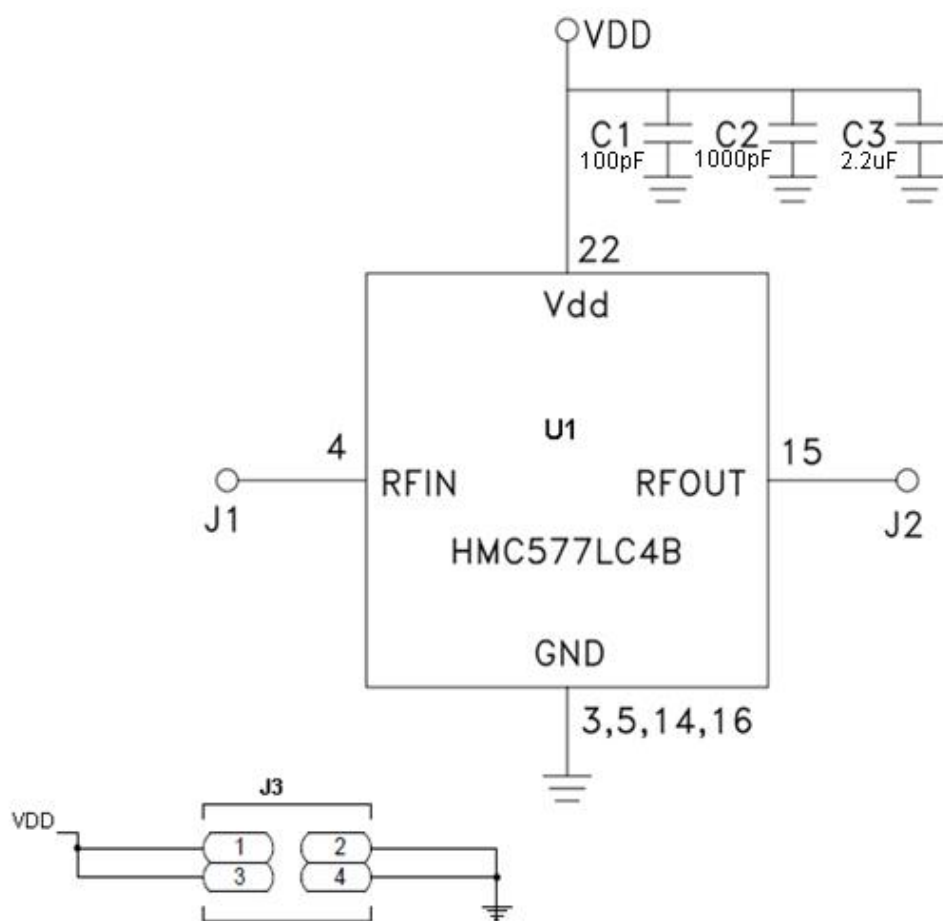 VDD
C1 C2 C3
100pF 1000pF 2.2uF
22
Vdd
U1
4 15
RFIN RFOUT
J1 J2
HMC577LC4B
GND
3,5,14,16
J3
VDD
1 2
3 4